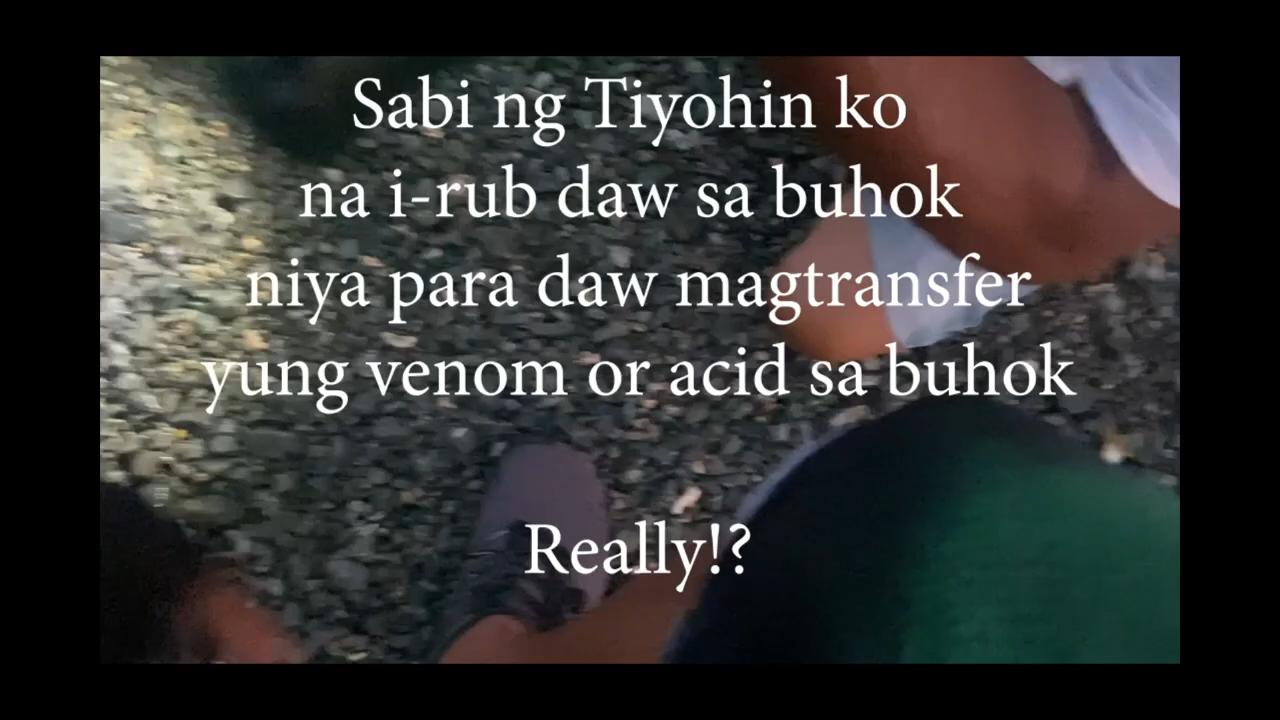 Sabi ng Tiyohin ko
na i-rub daw sa buhok
niya para daw magtransfer
yung venom or acid sa buhok
Really!?